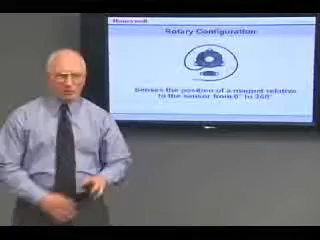 Honeywell
Rotary Configuration
Senses the position of a magnet relative
to the sensor from 0° to 360°